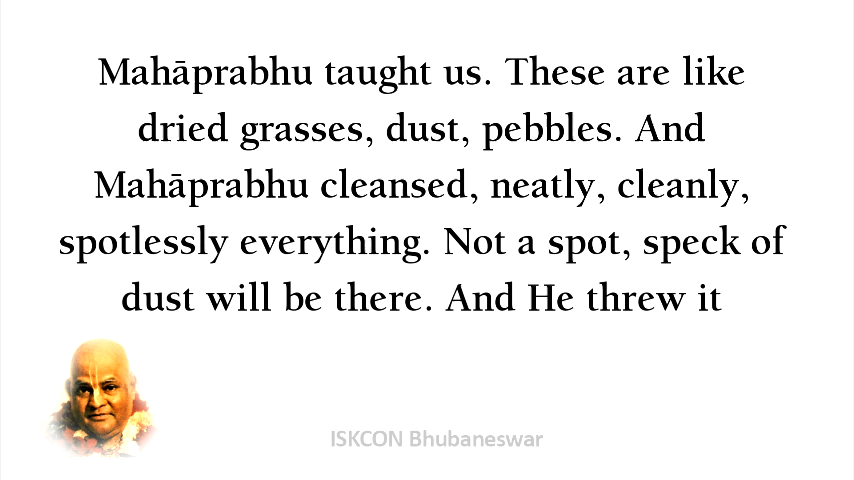 Mahāprabhu taught us. These are like
dried grasses, dust, pebbles. And
Mahāprabhu cleansed, neatly, cleanly,
spotlessly everything. Not a spot, speck of
dust will be there. And He threw it
ISKCON Bhubaneswar